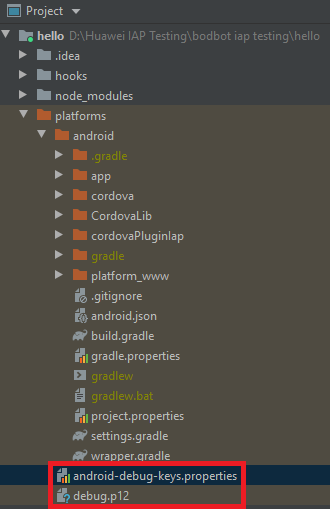 Project
hello D:\Huawei IAP Testing\bodbot iap testing\hello
.idea
hooks
node_modules
platforms
android
.gradle
app
cordova
CordovaLib
cordovaPluginIap
gradle
platform_www
.gitignore
android.json
build.gradle
gradle.properties
gradlew
gradlew.bat
project.properties
settings.gradle
wrapper.gradle
android-debug-keys.properties
debug.p12